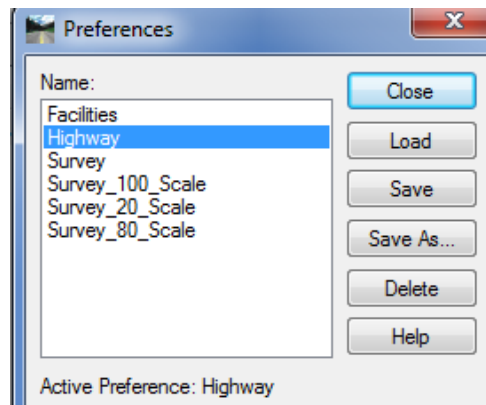 Preferences
Name:
Facilities
Highway
Survey
Survey_100_Scale
Survey_20_Scale
Survey_80_Scale
Close
Load
Save
Save As...
Delete
Help
Active Preference: Highway